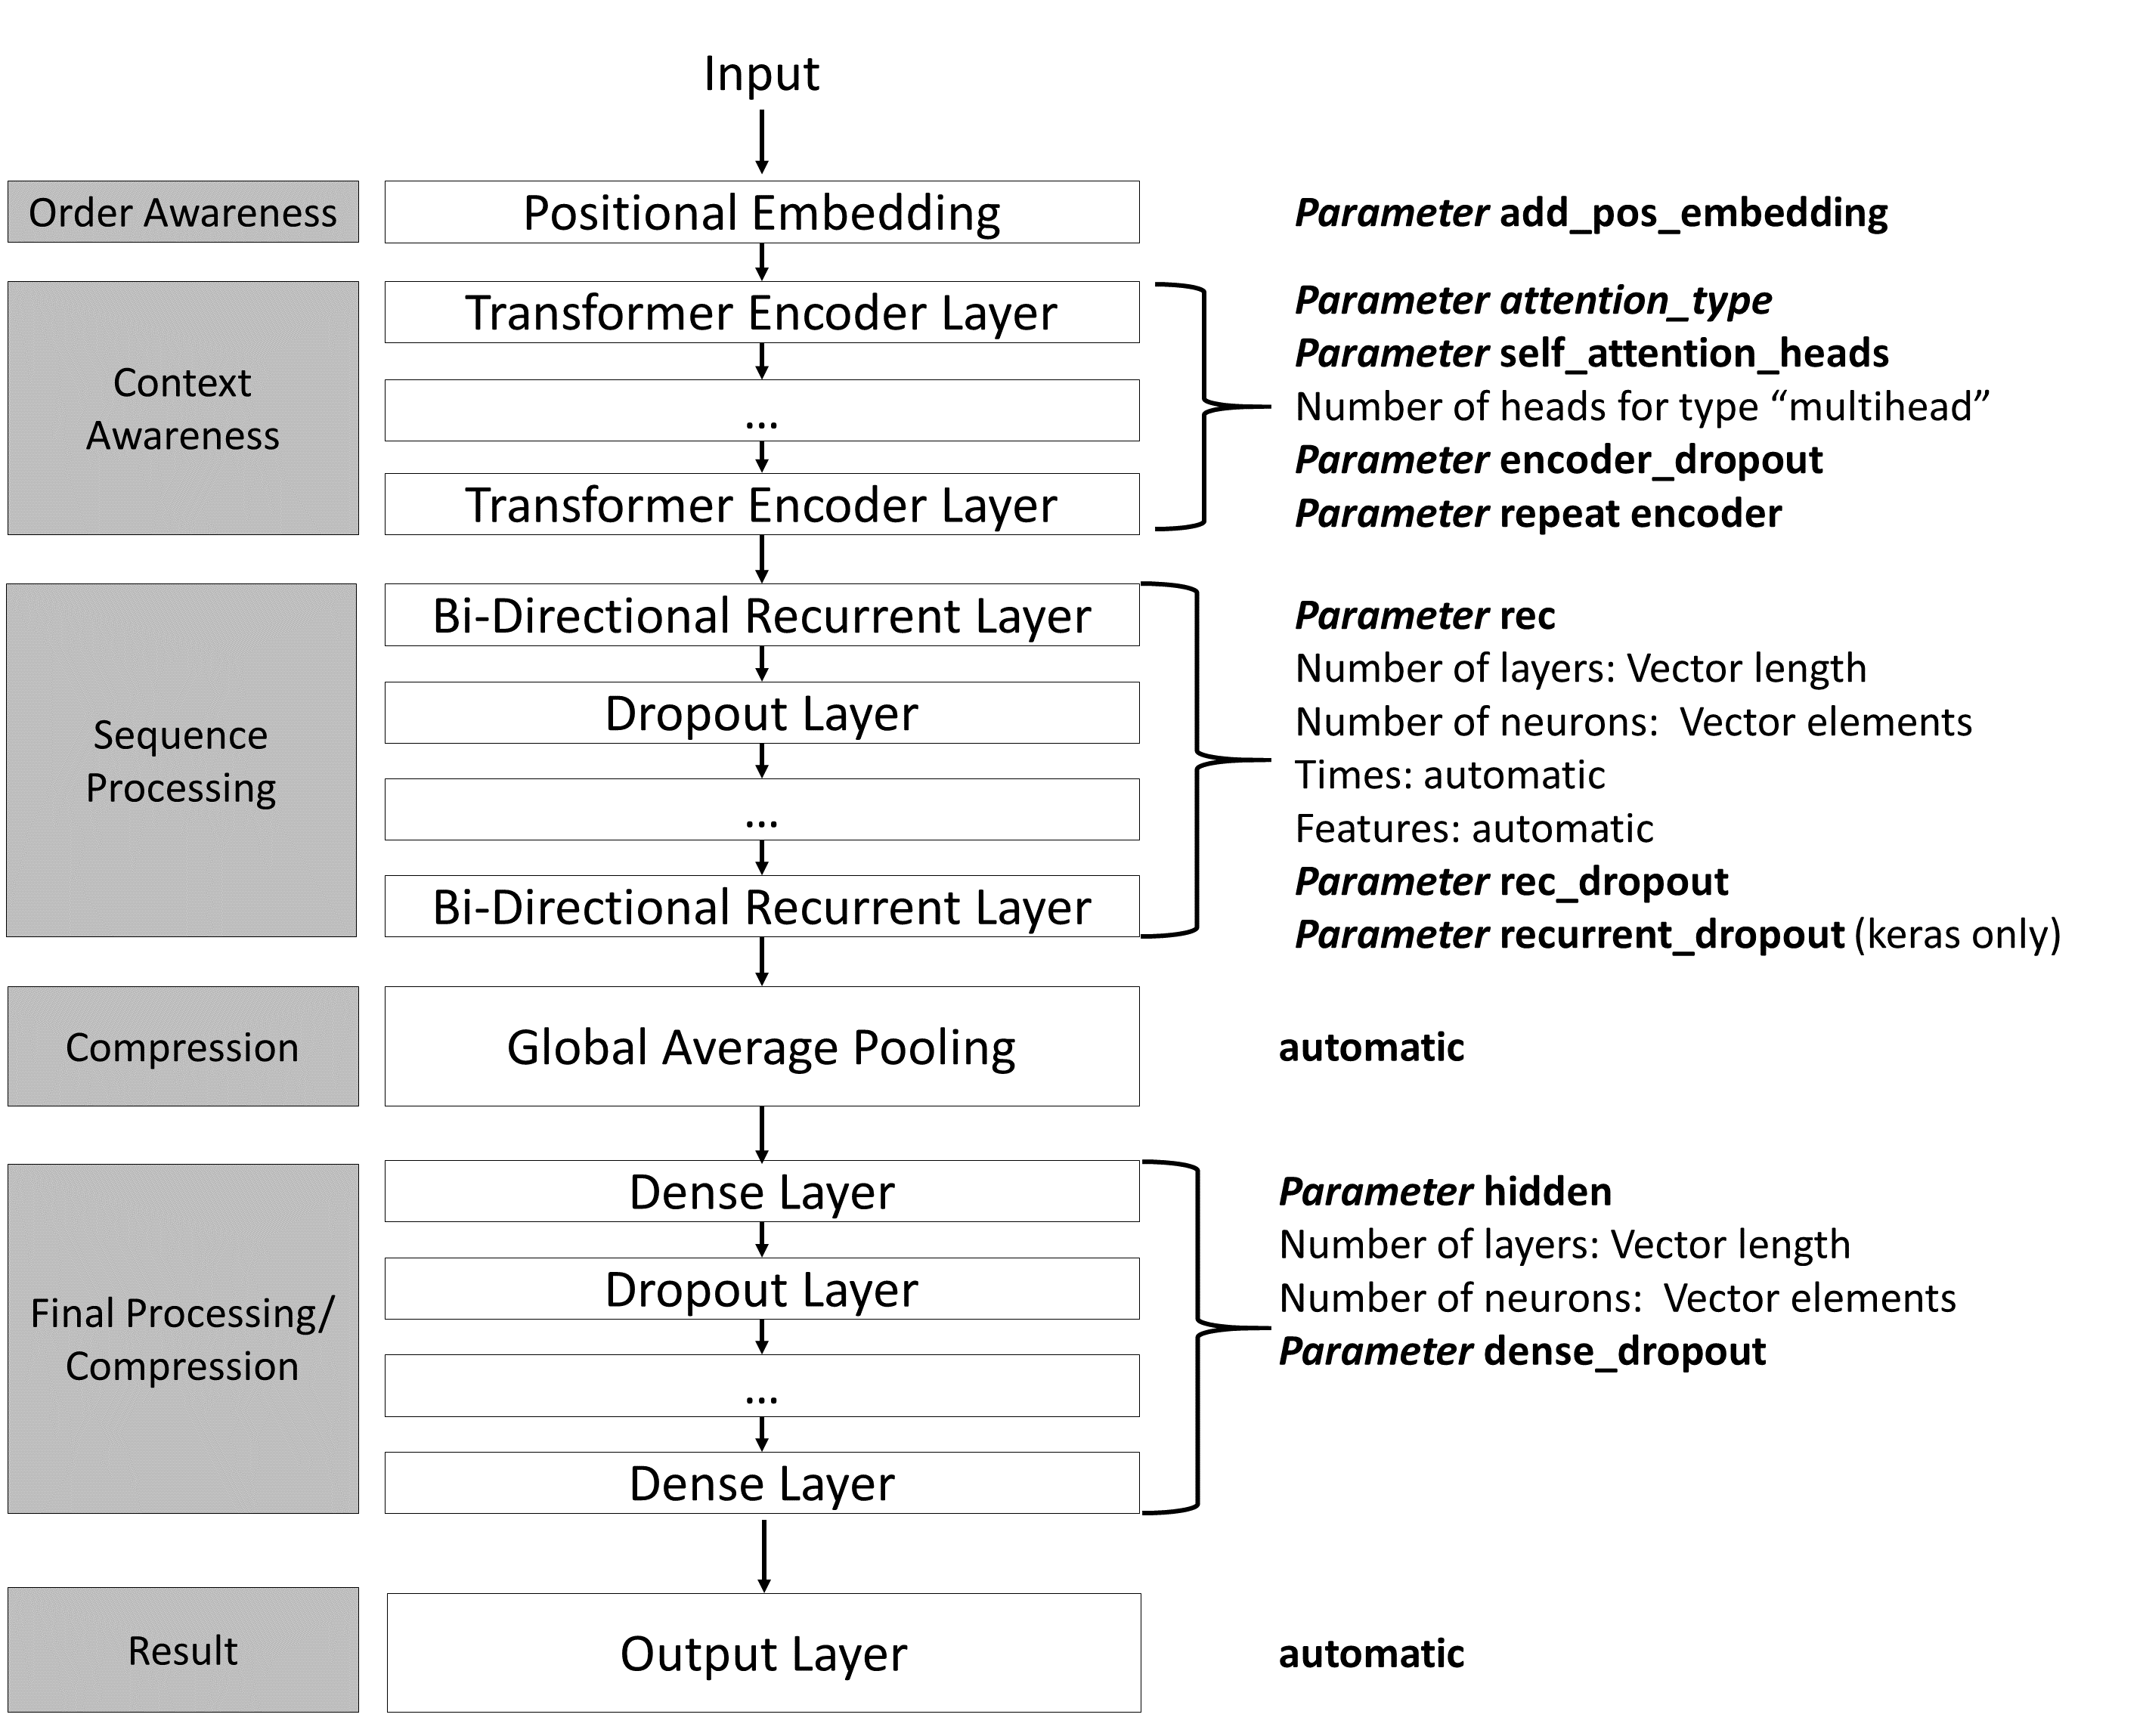 Input
Order Awareness
Positional Embedding
Parameter add_pos_embedding
Context
Awareness
Transformer Encoder Layer
...
Transformer Encoder Layer
Parameter attention_type
Parameter self_attention_heads
Number of heads for type “multihead”
Parameter encoder_dropout
Parameter repeat encoder
Sequence
Processing
Bi-Directional Recurrent Layer
Dropout Layer
...
Bi-Directional Recurrent Layer
Parameter rec
Number of layers: Vector length
Number of neurons:  Vector elements
Times: automatic
Features: automatic
Parameter rec_dropout
Parameter recurrent_dropout (keras only)
Compression
Global Average Pooling
automatic
Final Processing/
Compression
Dense Layer
Dropout Layer
...
Dense Layer
Parameter hidden
Number of layers: Vector length
Number of neurons:  Vector elements
Parameter dense_dropout
Result
Output Layer
automatic